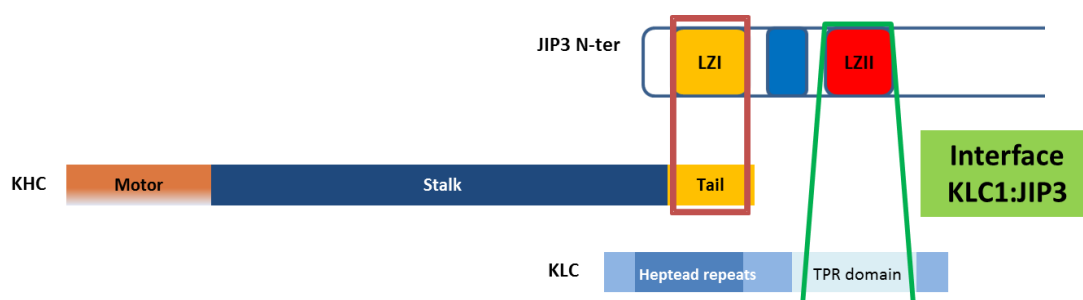 JIP3 N-ter
LZI
LZII
KHC
Motor
Stalk
Tail
Interface
KLC1:JIP3
KLC
Heptead repeats
TPR domain